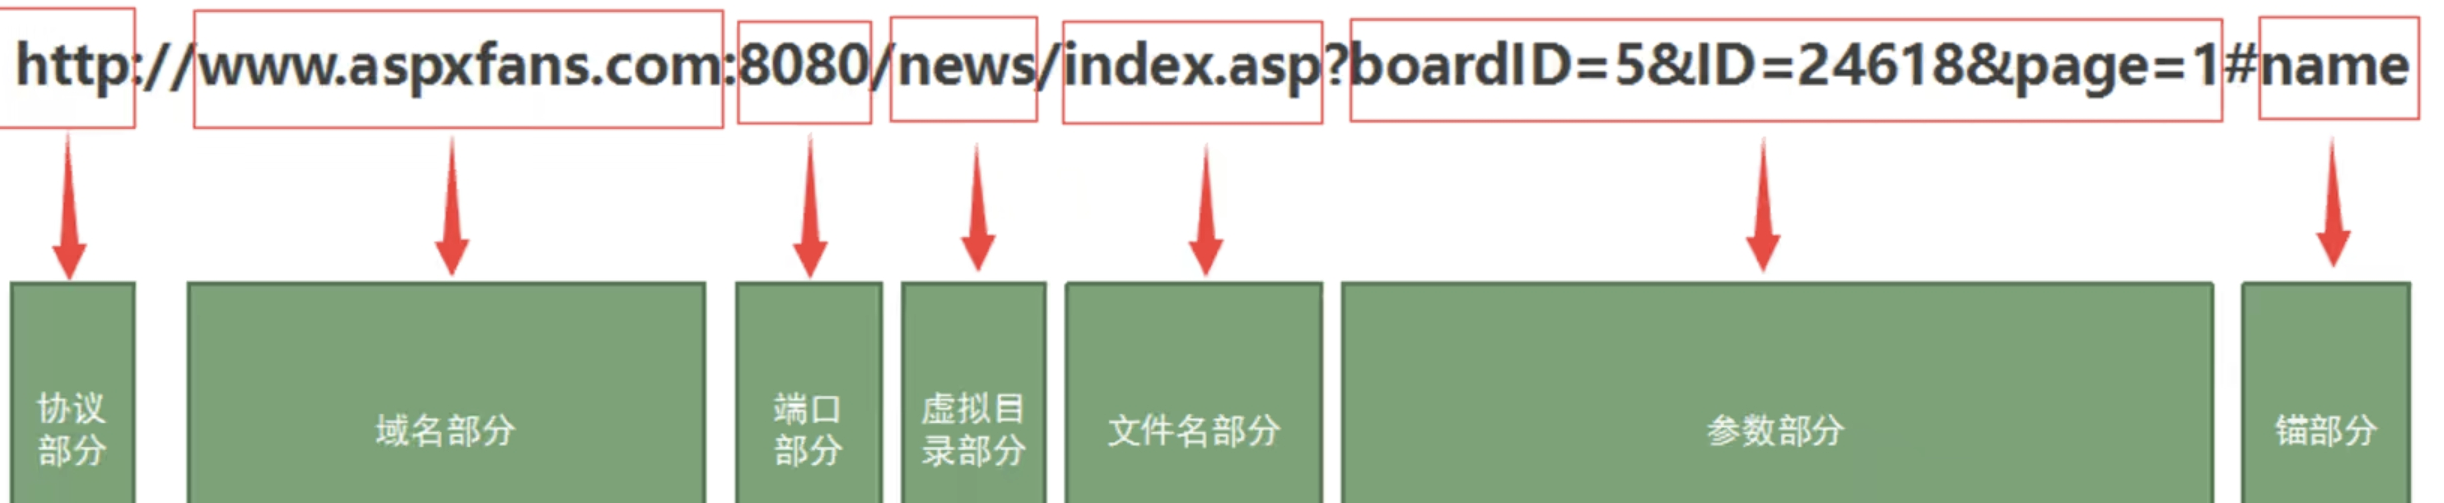 http://www.aspxfans.com:8080/news/index.asp?boardID=5&ID=24618&page=1#name
协议
部分
域名部分
端口
部分
虚拟目
录部分
文件名部分
参数部分
锚部分